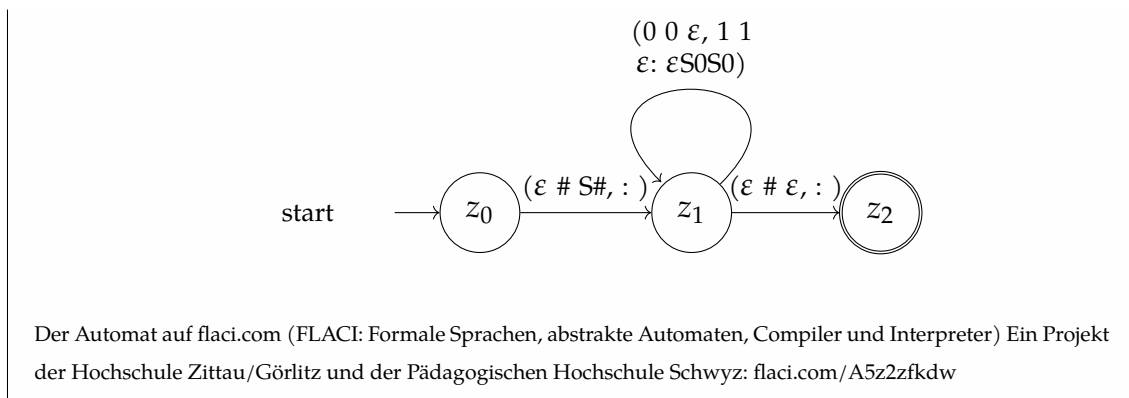 (0 0 ε, 1 1
ε: εS0S0)
(ε # S#, : )
(ε # ε, : )
start
z0
z1
z2
Der Automat auf flaci.com (FLACI: Formale Sprachen, abstrakte Automaten, Compiler und Interpreter) Ein Projekt
der Hochschule Zittau/Görlitz und der Pädagogischen Hochschule Schwyz: flaci.com/A5z2zfkdw